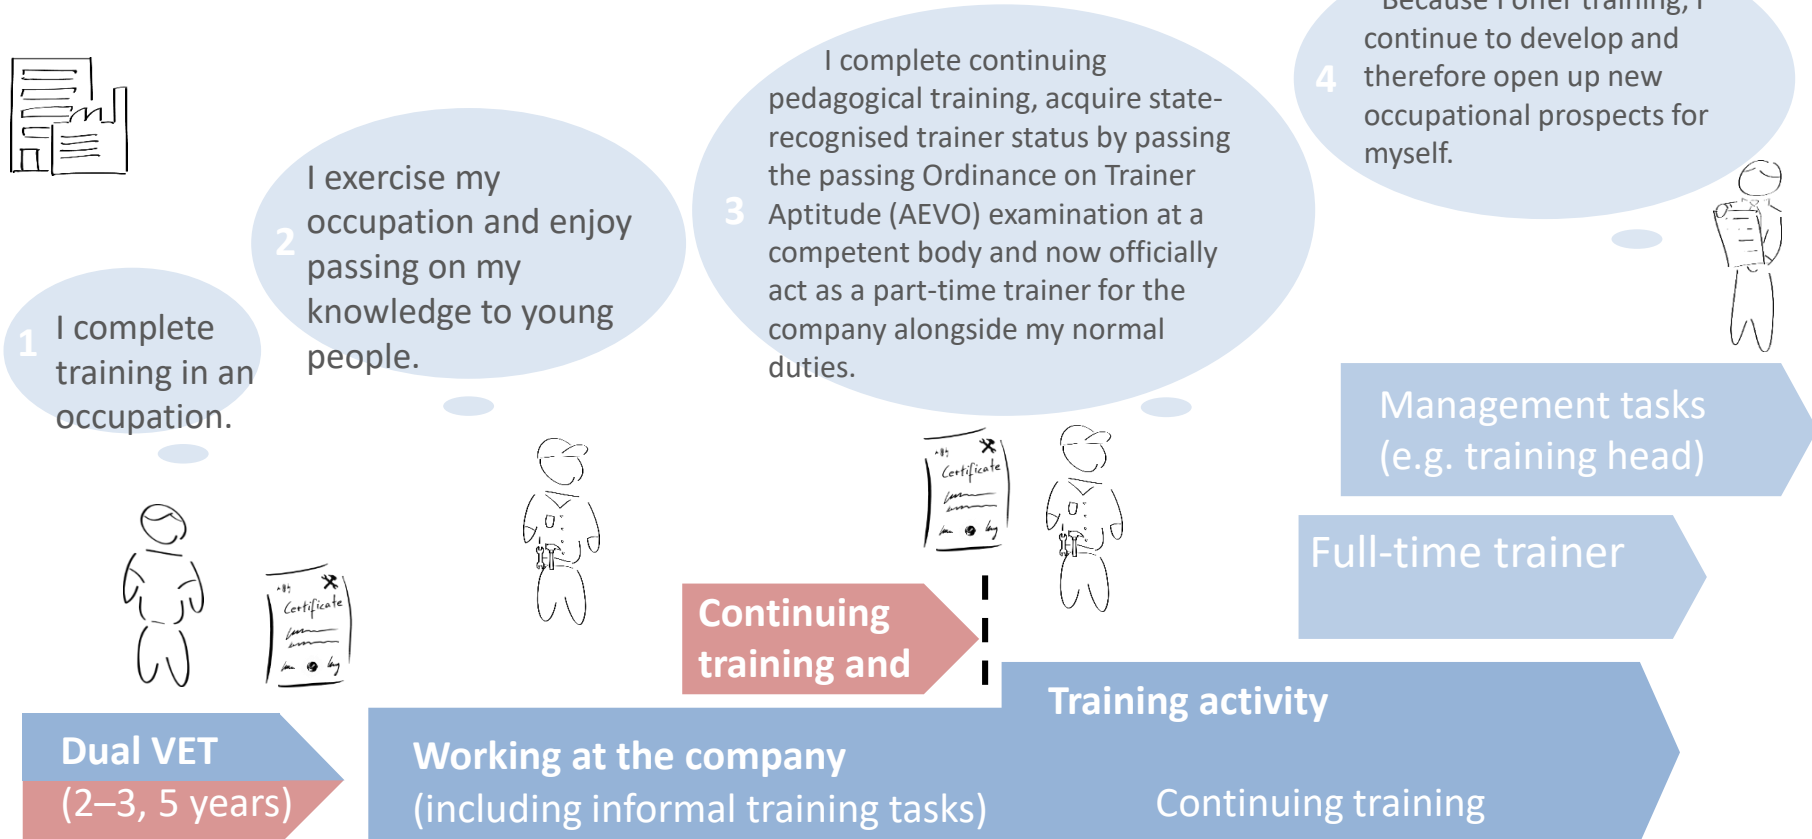 1
I complete
training in an
occupation.
2
I exercise my
occupation and enjoy
passing on my
knowledge to young
people.
3
I complete continuing
pedagogical training, acquire state-
recognised trainer status by passing
the passing Ordinance on Trainer
Aptitude (AEVO) examination at a
competent body and now officially
act as a part-time trainer for the
company alongside my normal
duties.
4
Because I offer training, I
continue to develop and
therefore open up new
occupational prospects for
myself.
Certificate
Certificate
Management tasks
(e.g. training head)
Full-time trainer
Continuing
training and
Training activity
Dual VET
(2–3, 5 years)
Working at the company
(including informal training tasks)
Continuing training